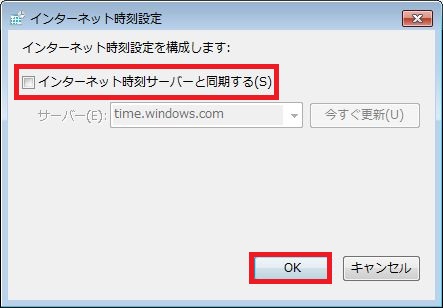 インターネット時刻設定
インターネット時刻設定を構成します:
インターネット時刻サーバーと同期する(S)
サーバー(E): time.windows.com 今すぐ更新(U)
OK キャンセル